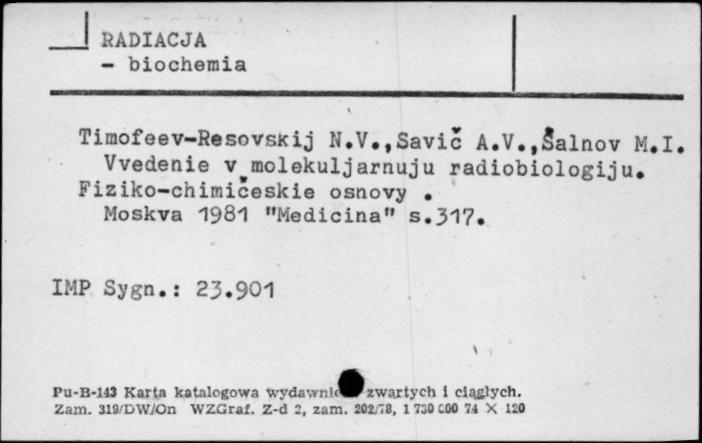 RADIACJA
- biochemia
Timofeev-Resovskij N.V.,Savič A.V.,Šalnov M.I.
Vvedenie v molekuljarnuju radiobiologiju.
Fiziko-chimičeskie osnovy .
Moskva 1981 "Medicina" s.317.
IMP Sygn.: 23.901
Pu-B-143 Karta katalogowa zwartych i ciągłych.
Zam. 319/DW/On WZGraf. Z-d 2, zam. 202/78, 1 730 000 74 X 120